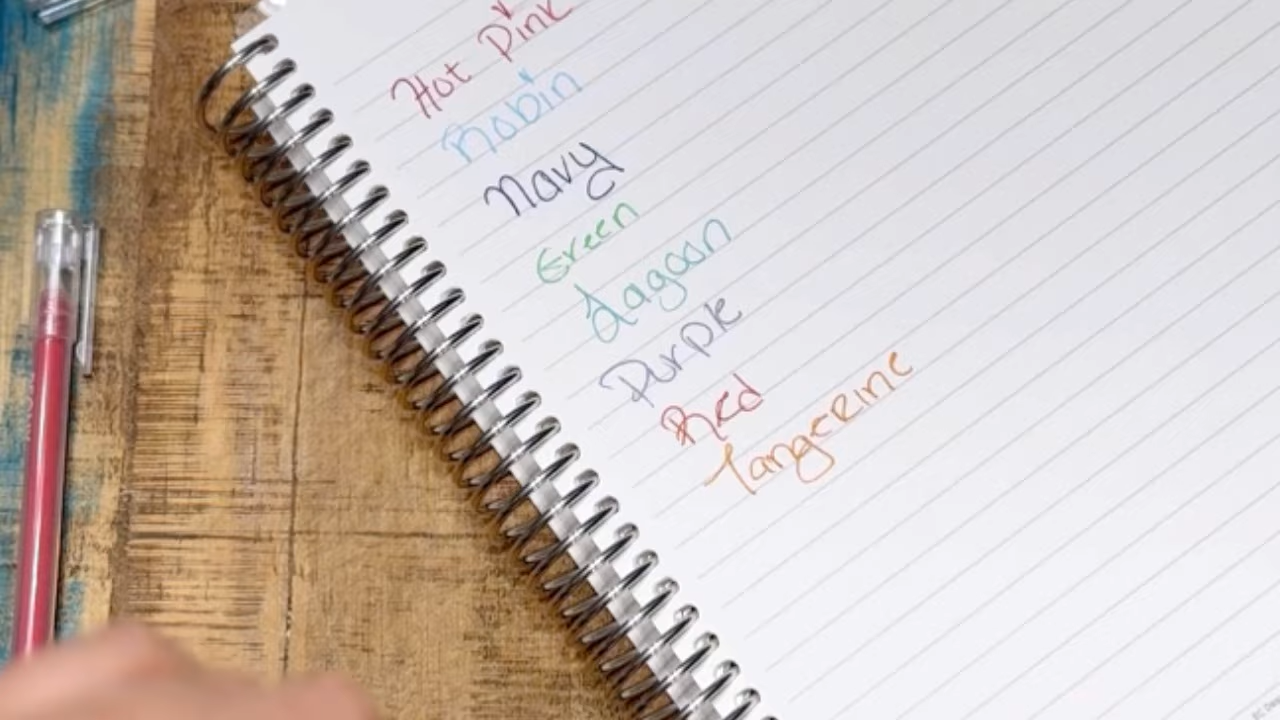 Hot Pink
Robin
Navy
Green
Lagoon
Purple
Red
Tangerine